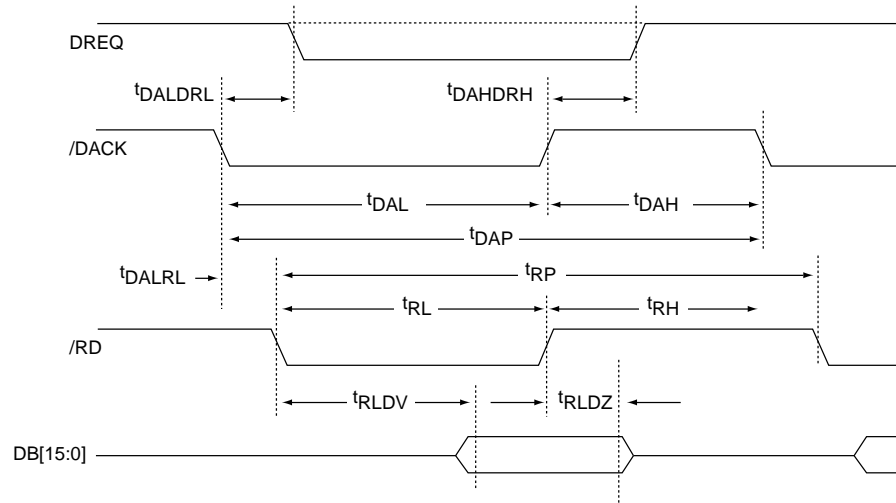 DREQ
tDALDRL
tDAHDRH
/DACK
tDAL
tDAH
tDAP
tDALRL
tRP
tRL
tRH
/RD
tRLDV
tRLDZ
DB[15:0]